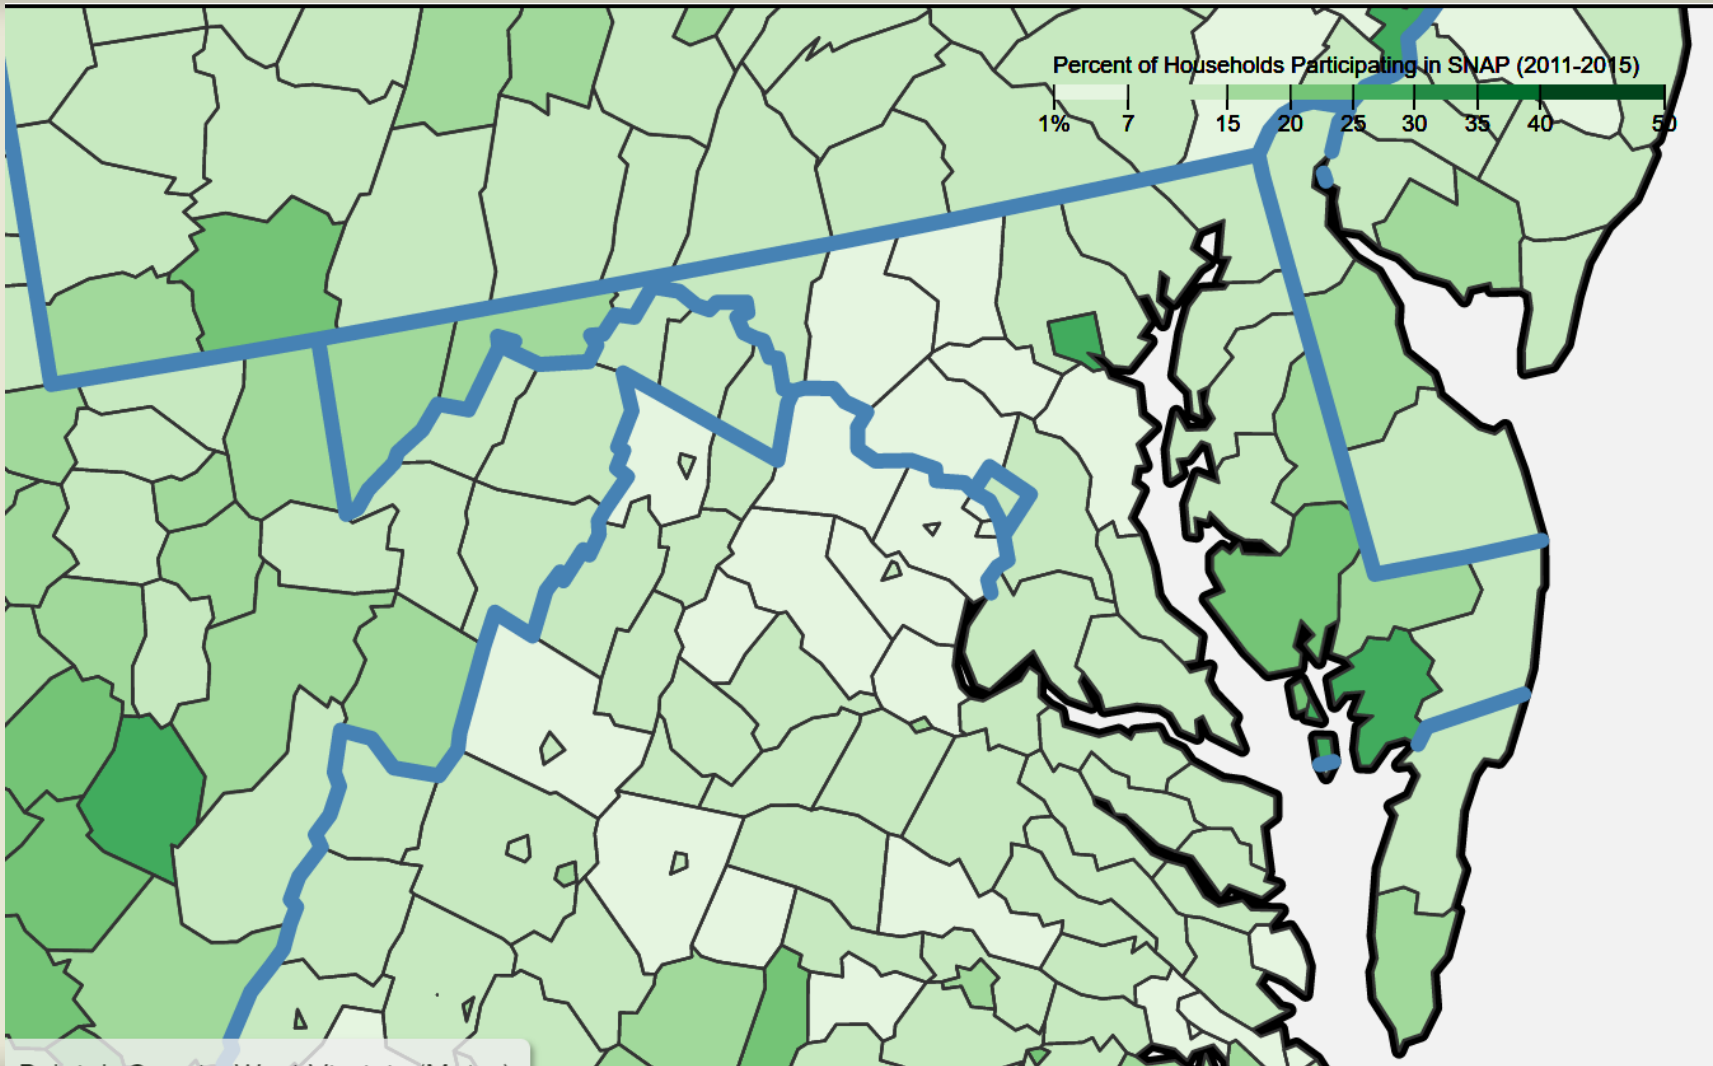 Percent of Households Participating in SNAP (2011-2015)
1% 7 15 20 25 30 35 40 50